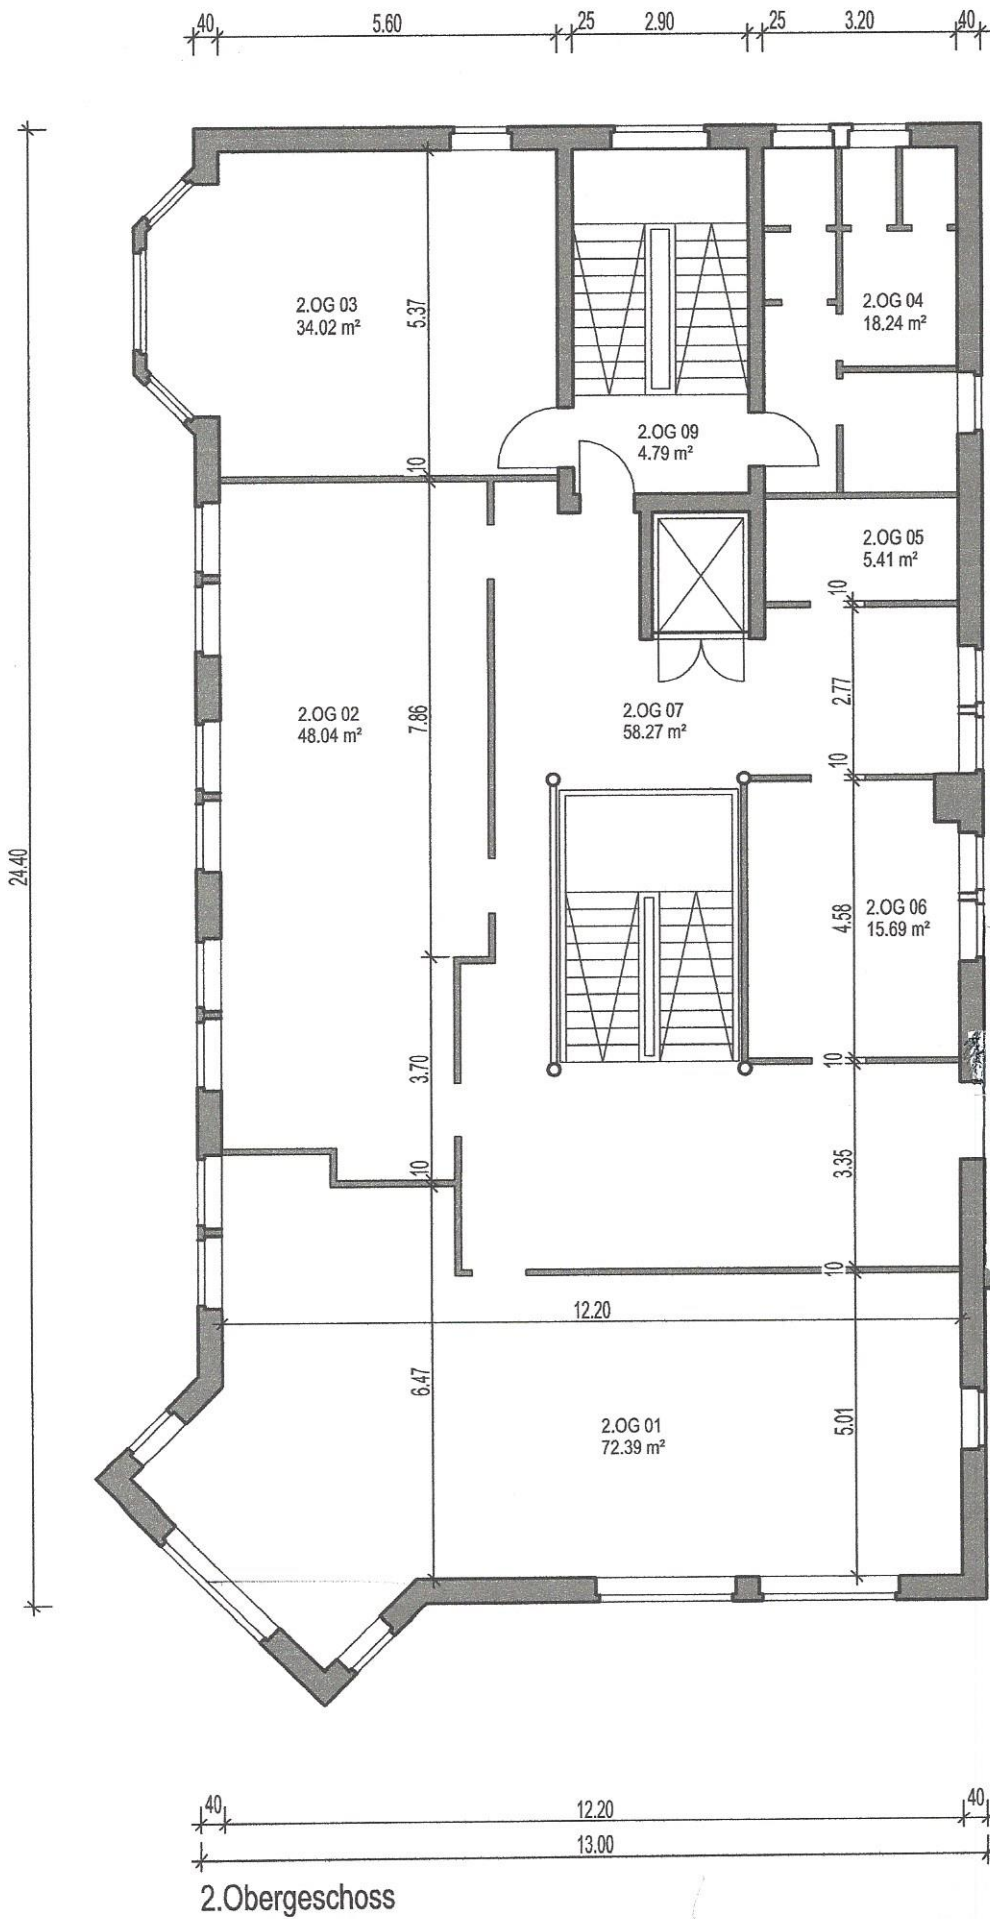 40 5.60 25 2.90 25 3.20 40
24.40
2.OG 03
34.02 m²
5.37
10
2.OG 04
18.24 m²
2.OG 09
4.79 m²
2.OG 05
5.41 m²
10
2.OG 02
48.04 m²
7.86
2.OG 07
58.27 m²
2.77
10
2.OG 06
15.69 m²
4.58
10
3.70
10
3.35
10
12.20
6.47
2.OG 01
72.39 m²
5.01
40 12.20 40
13.00
2.Obergeschoss